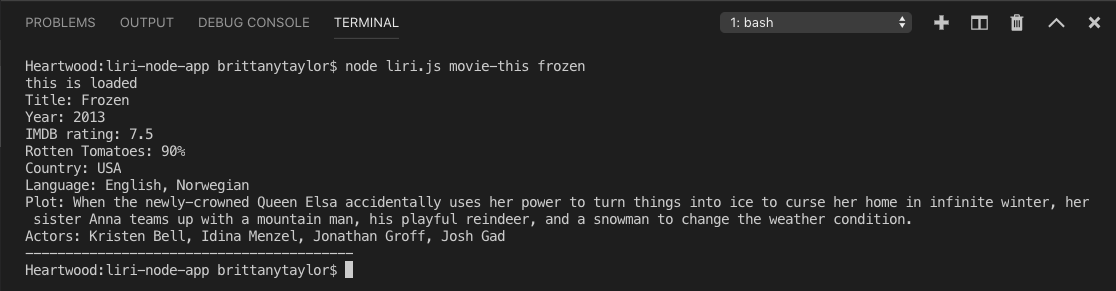 PROBLEMS OUTPUT DEBUG CONSOLE TERMINAL 1: bash
Heartwood:liri-node-app brittanytaylor$ node liri.js movie-this frozen
this is loaded
Title: Frozen
Year: 2013
IMDB rating: 7.5
Rotten Tomatoes: 90%
Country: USA
Language: English, Norwegian
Plot: When the newly-crowned Queen Elsa accidentally uses her power to turn things into ice to curse her home in infinite winter, her
 sister Anna teams up with a mountain man, his playful reindeer, and a snowman to change the weather condition.
Actors: Kristen Bell, Idina Menzel, Jonathan Groff, Josh Gad
-----------------------------------------
Heartwood:liri-node-app brittanytaylor$